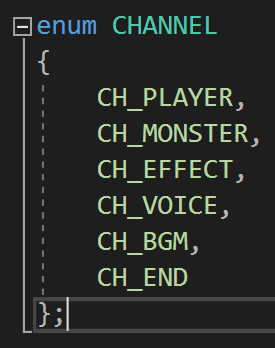 enum CHANNEL
{
CH_PLAYER,
CH_MONSTER,
CH_EFFECT,
CH_VOICE,
CH_BGM,
CH_END
};